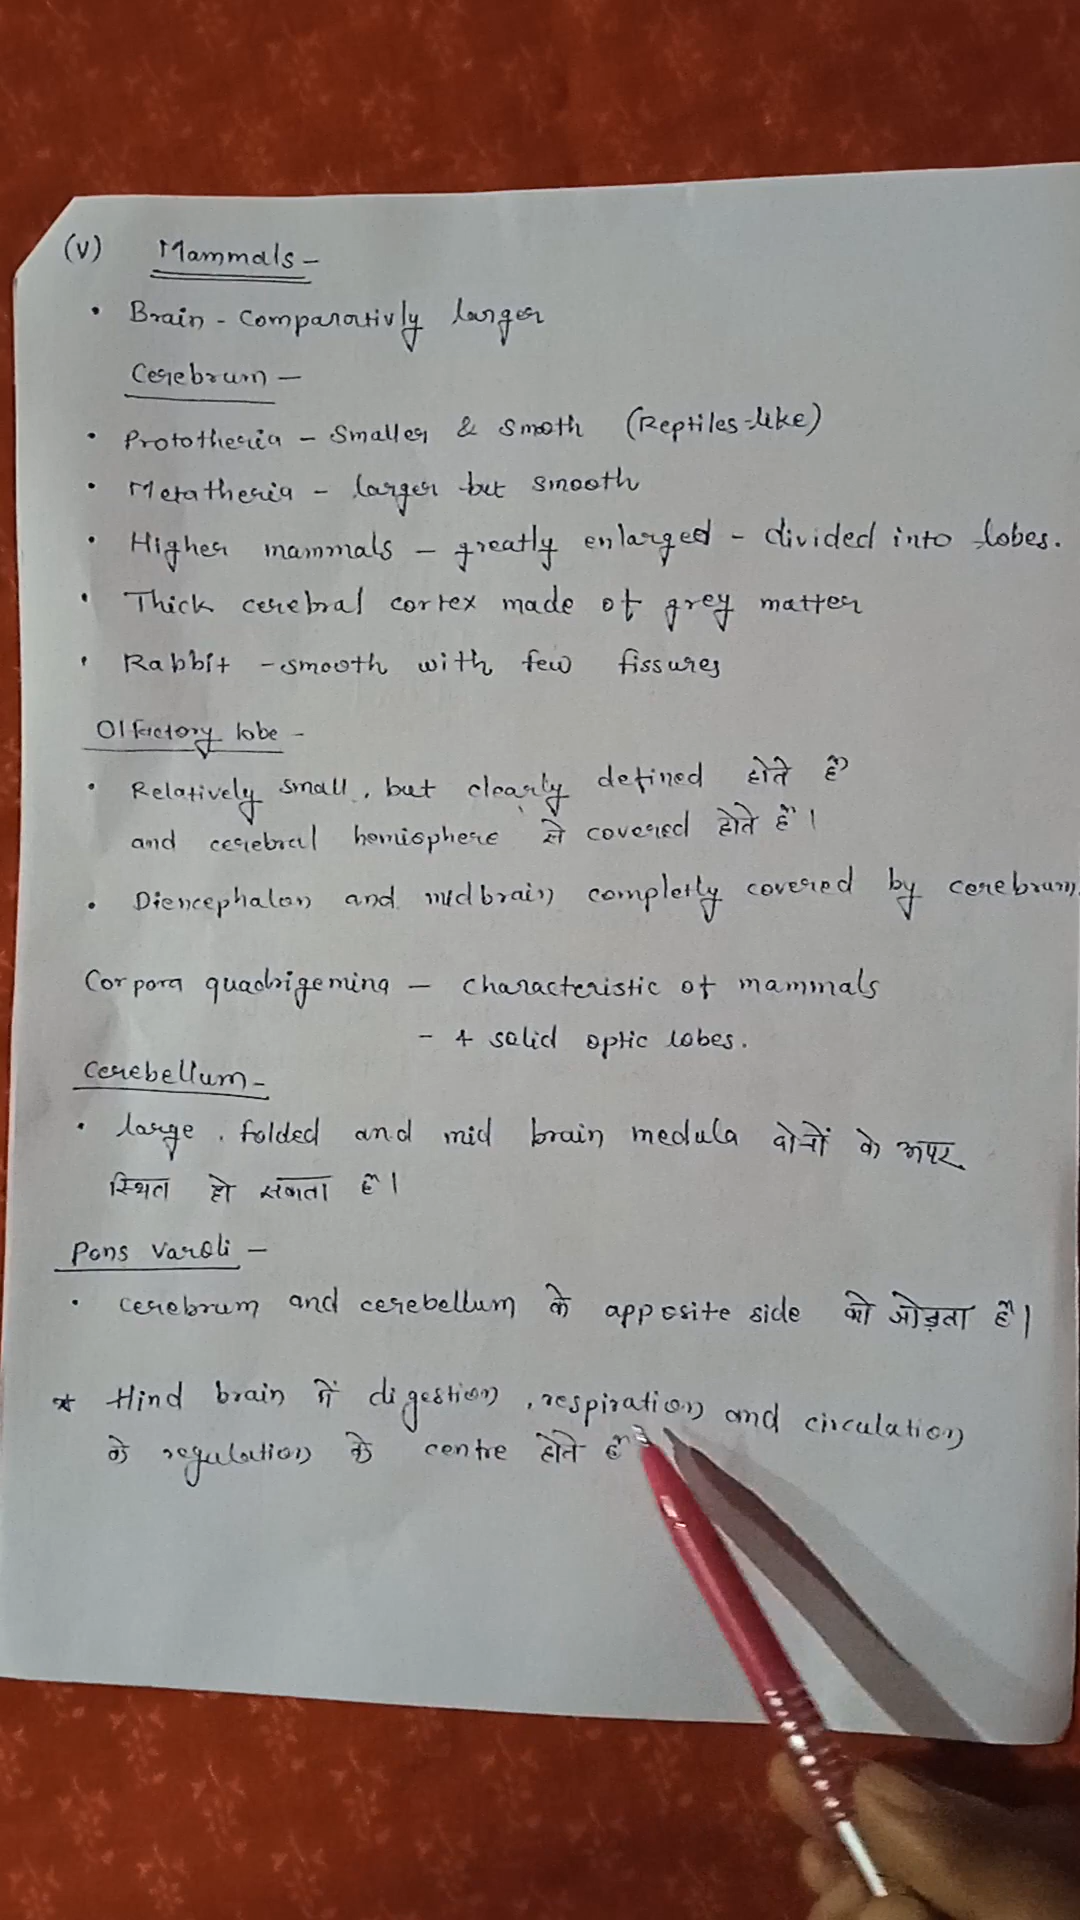 (V) Mammals -
• Brain - comparativly larger
Cerebrum —
• Prototheria - smaller & smoth (Reptiles-like)
• Metatheria - larger but smooth
• Higher mammals - greatly enlarged - divided into lobes.
• Thick cerebral cortex made of grey matter
• Rabbit - smooth with few fissures
Olfactory lobe -
• Relatively small, but clearly defined होते हैं
and cerebral hemisphere से covered होते हैं।
• Diencephalon and midbrain completly covered by cerebrum.
Corpora quadrigemina - characteristic of mammals
- 4 solid optic lobes.
Cerebellum -
• large, folded and mid brain medula दोनों के ऊपर
स्थित हो सकता है।
Pons varoli -
• cerebrum and cerebellum के apposite side को जोड़ता है।
* Hind brain में digestion, respiration and circulation
के regulation के centre होते हैं